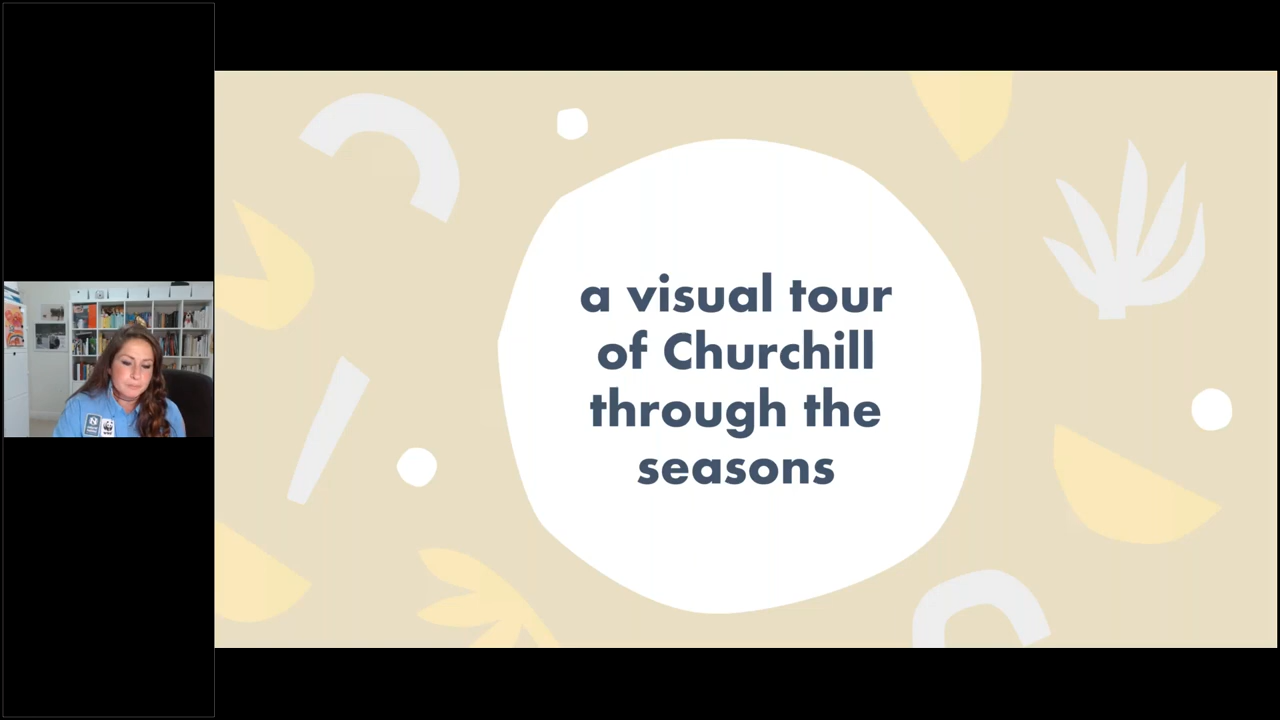 a visual tour
of Churchill
through the
seasons